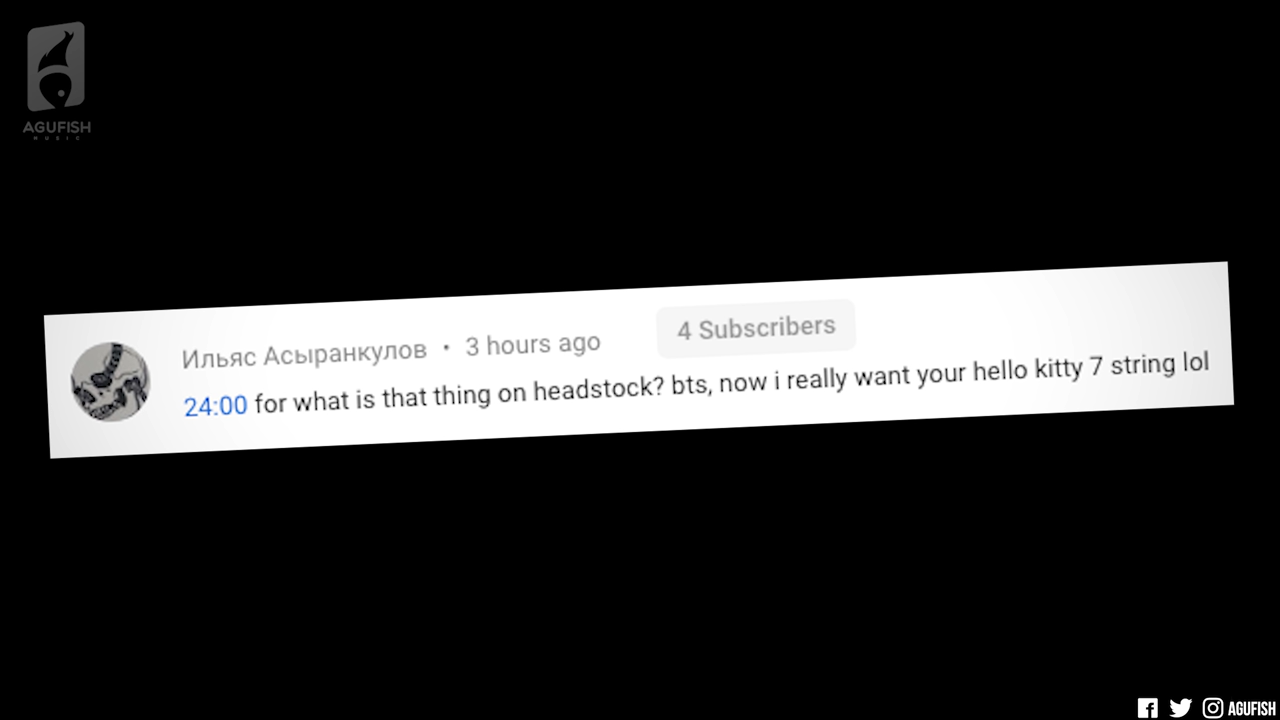 AGUFISH
MUSIC
Ильяс Асыранкулов • 3 hours ago 4 Subscribers
24:00 for what is that thing on headstock? bts, now i really want your hello kitty 7 string lol
AGUFISH